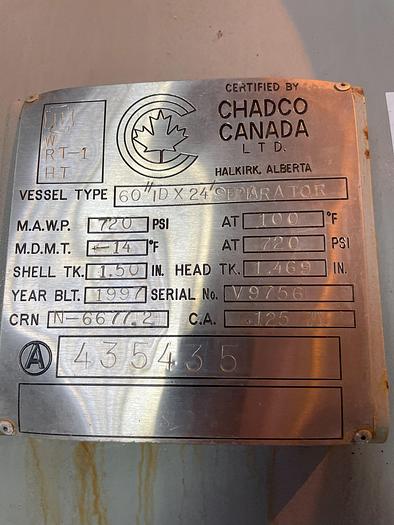 CERTIFIED BY
CHADCO
CANADA
LTD.
HALKIRK, ALBERTA
U
W
RT-1
HT
VESSEL TYPE 60" ID X 24' SEPARATOR
M.A.W.P. 720 PSI AT 100 °F
M.D.M.T. -14 °F AT 720 PSI
SHELL TK. 1.50 IN. HEAD TK. 1.469 IN.
YEAR BLT. 1997 SERIAL No. V9756
CRN N-6677.2 C.A. .125
A 435435